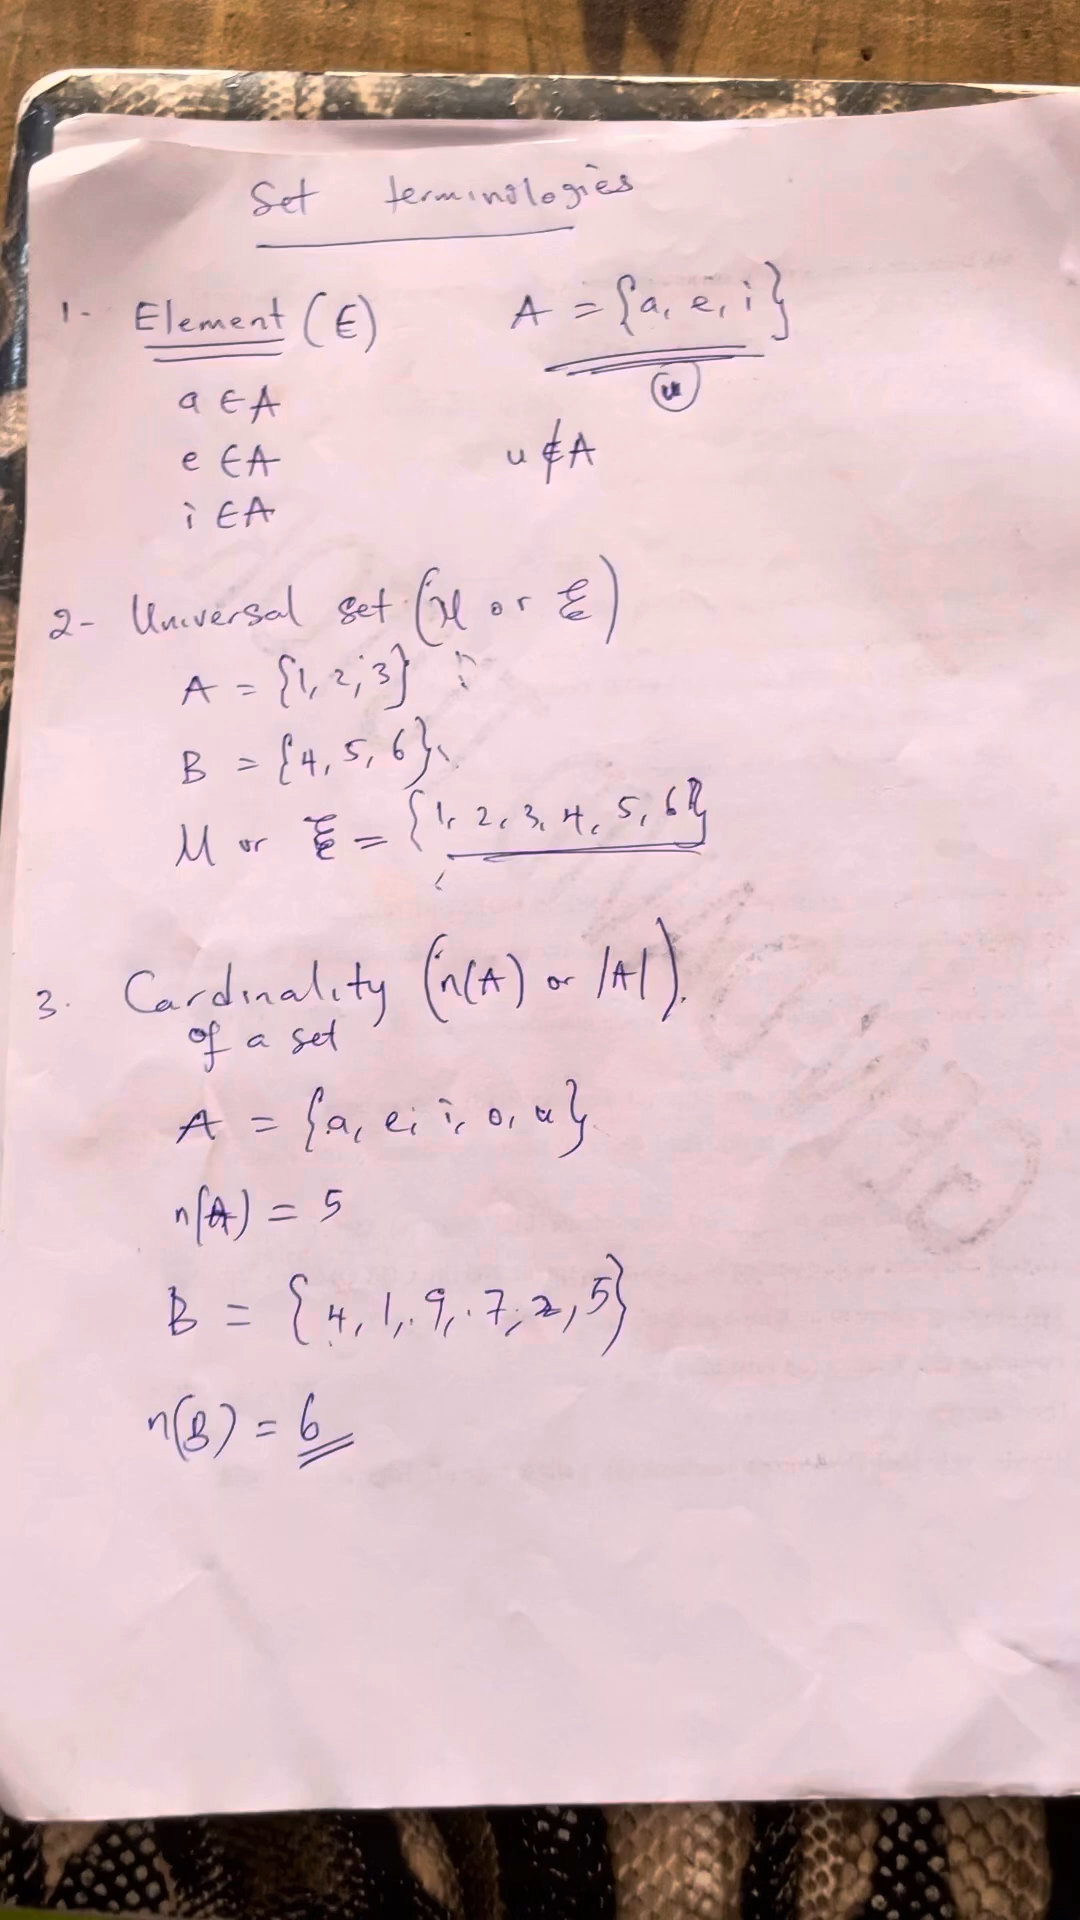 Set terminologies
1- Element (∈) A = {a, e, i}
u
a ∈ A
e ∈ A u ∉ A
i ∈ A
2- Universal set (μ or ξ)
A = {1, 2, 3}
B = {4, 5, 6}
μ or ξ = {1, 2, 3, 4, 5, 6}
3. Cardinality (n(A) or |A|).
of a set
A = {a, e, i, o, u}
n(A) = 5
B = {4, 1, 9, 7, 2, 5}
n(B) = 6